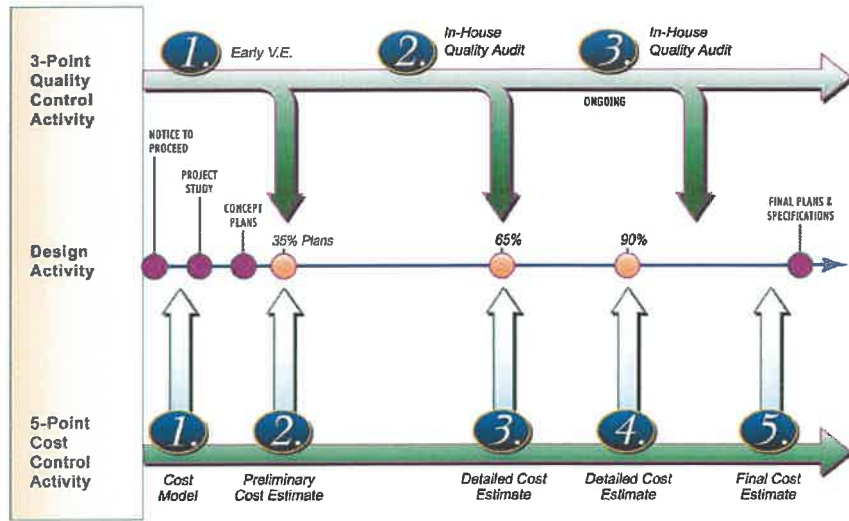 3-Point
Quality
Control
Activity
1.
Early V.E.
2.
In-House
Quality Audit
3.
In-House
Quality Audit
ONGOING
NOTICE TO
PROCEED
PROJECT
STUDY
CONCEPT
PLANS
FINAL PLANS &
SPECIFICATIONS
Design
Activity
35% Plans
65%
90%
5-Point
Cost
Control
Activity
1.
2.
3.
4.
5.
Cost
Model
Preliminary
Cost Estimate
Detailed Cost
Estimate
Detailed Cost
Estimate
Final Cost
Estimate